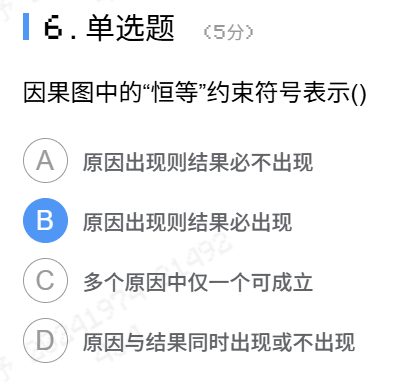 6.单选题 （5分）
因果图中的“恒等”约束符号表示()
A 原因出现则结果必不出现
B 原因出现则结果必出现
C 多个原因中仅一个可成立
D 原因与结果同时出现或不出现